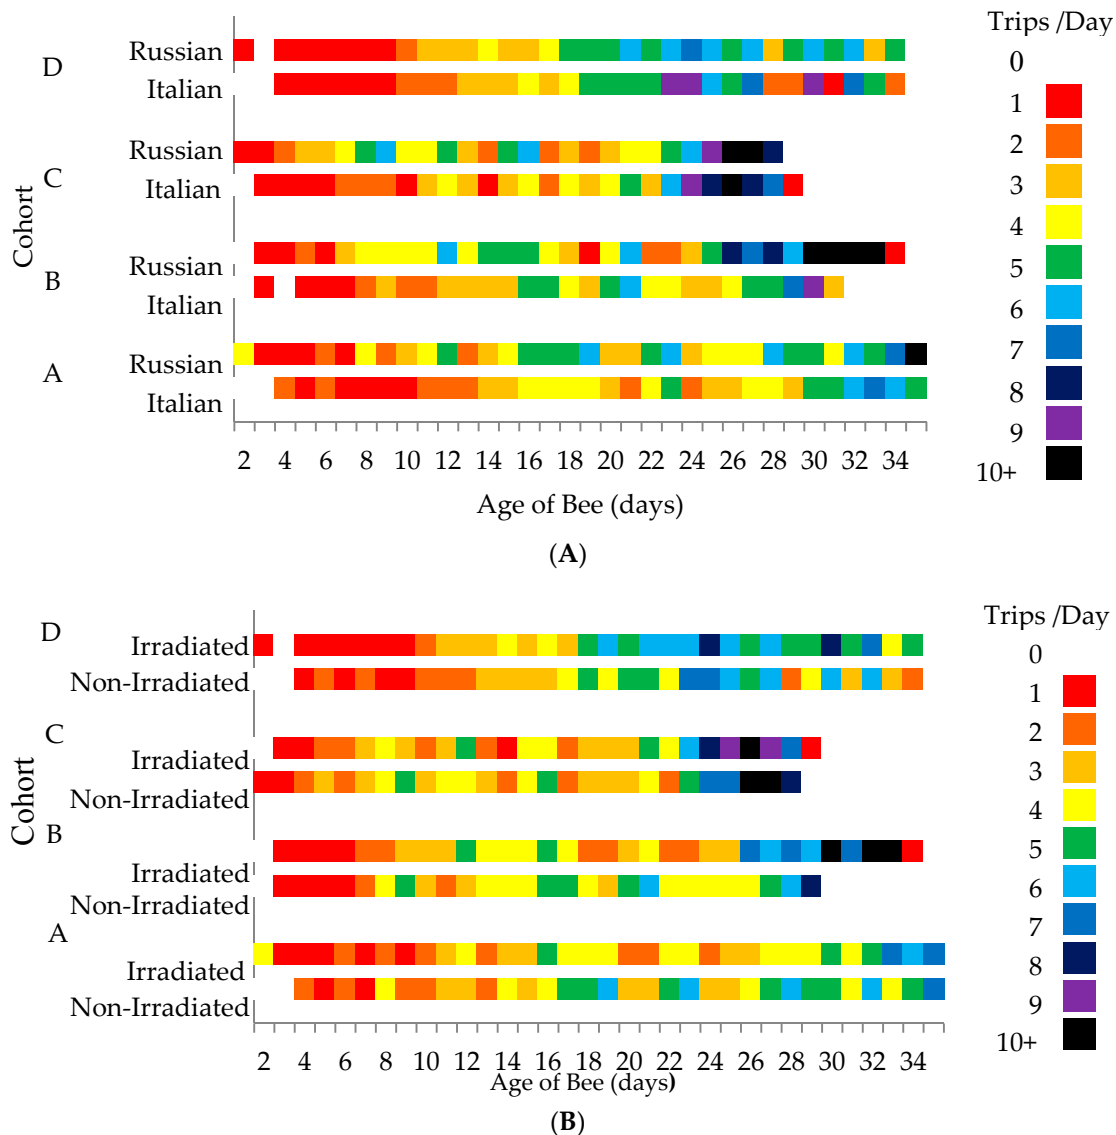 Trips /Day
D
Russian
Italian
0
1
2
3
4
5
6
7
8
9
10+
C
Russian
Italian
Cohort
B
Russian
Italian
A
Russian
Italian
2 4 6 8 10 12 14 16 18 20 22 24 26 28 30 32 34
Age of Bee (days)
(A)
Trips /Day
D
Irradiated
Non-Irradiated
0
1
2
3
4
5
6
7
8
9
10+
C
Irradiated
Non-Irradiated
Cohort
B
Irradiated
Non-Irradiated
A
Irradiated
Non-Irradiated
2 4 6 8 10 12 14 16 18 20 22 24 26 28 30 32 34
Age of Bee (days)
(B)